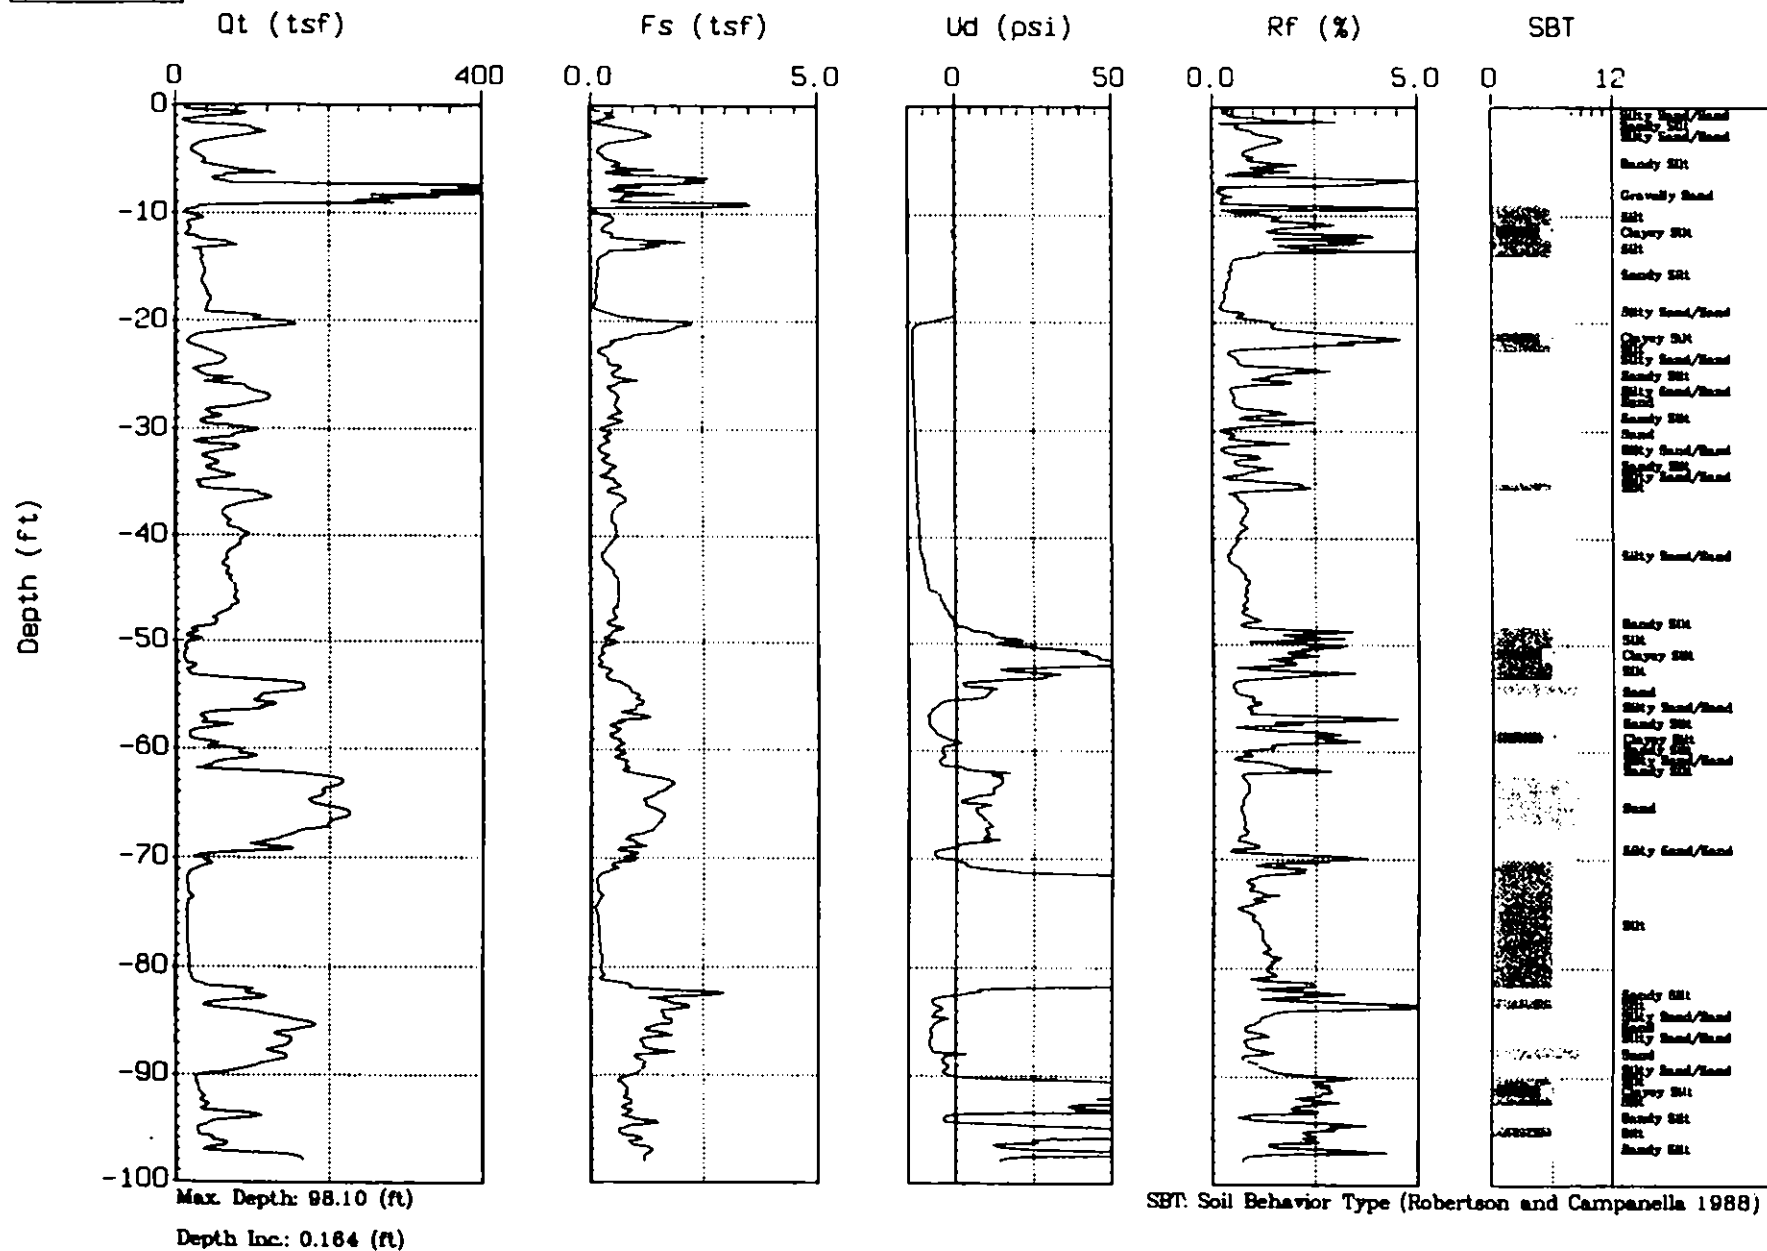 Qt (tsf) Fs (tsf) Ud (psi) Rf (%) SBT
0 400 0.0 5.0 0 50 0.0 5.0 0 12
Depth (ft)
0
-10
-20
-30
-40
-50
-60
-70
-80
-90
-100
Silty Sand/Sand
Sandy Silt
Silty Sand/Sand
Sandy Silt
Gravelly Sand
Silt
Clayey Silt
Silt
Sandy Silt
Silty Sand/Sand
Clayey Silt
Silty Sand/Sand
Sandy Silt
Silty Sand/Sand
Sand
Sandy Silt
Sand
Silty Sand/Sand
Sandy Silt
Silty Sand/Sand
Silt
Silty Sand/Sand
Sandy Silt
Silt
Clayey Silt
Silt
Sand
Silty Sand/Sand
Sandy Silt
Clayey Silt
Sandy Silt
Silty Sand/Sand
Sandy Silt
Sand
Silty Sand/Sand
Silt
Sandy Silt
Silt
Silty Sand/Sand
Sand
Silty Sand/Sand
Sand
Silty Sand/Sand
Silt
Clayey Silt
Silt
Sandy Silt
Silt
Sandy Silt
Max. Depth: 98.10 (ft)
Depth Inc.: 0.164 (ft)
SBT: Soil Behavior Type (Robertson and Campanella 1988)